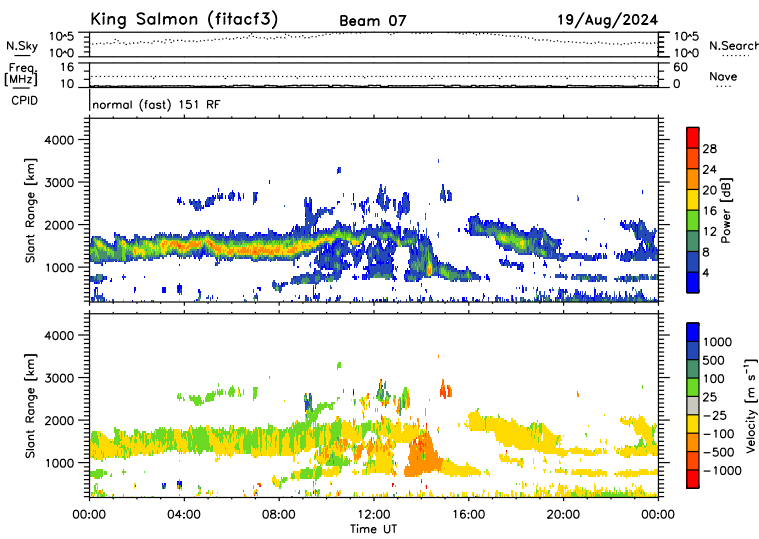 King Salmon (fitacf3) Beam 07 19/Aug/2024
N.Sky 10^5 10^0 10^5 10^0 N.Search
Freq. [MHz] 16 10 60 0 Nave
CPID normal (fast) 151 RF
Slant Range [km] 4000 3000 2000 1000
Power [dB] 28 24 20 16 12 8 4
Slant Range [km] 4000 3000 2000 1000
Velocity [m s⁻¹] 1000 500 100 25 −25 −100 −500 −1000
00:00 04:00 08:00 12:00 16:00 20:00 00:00
Time UT